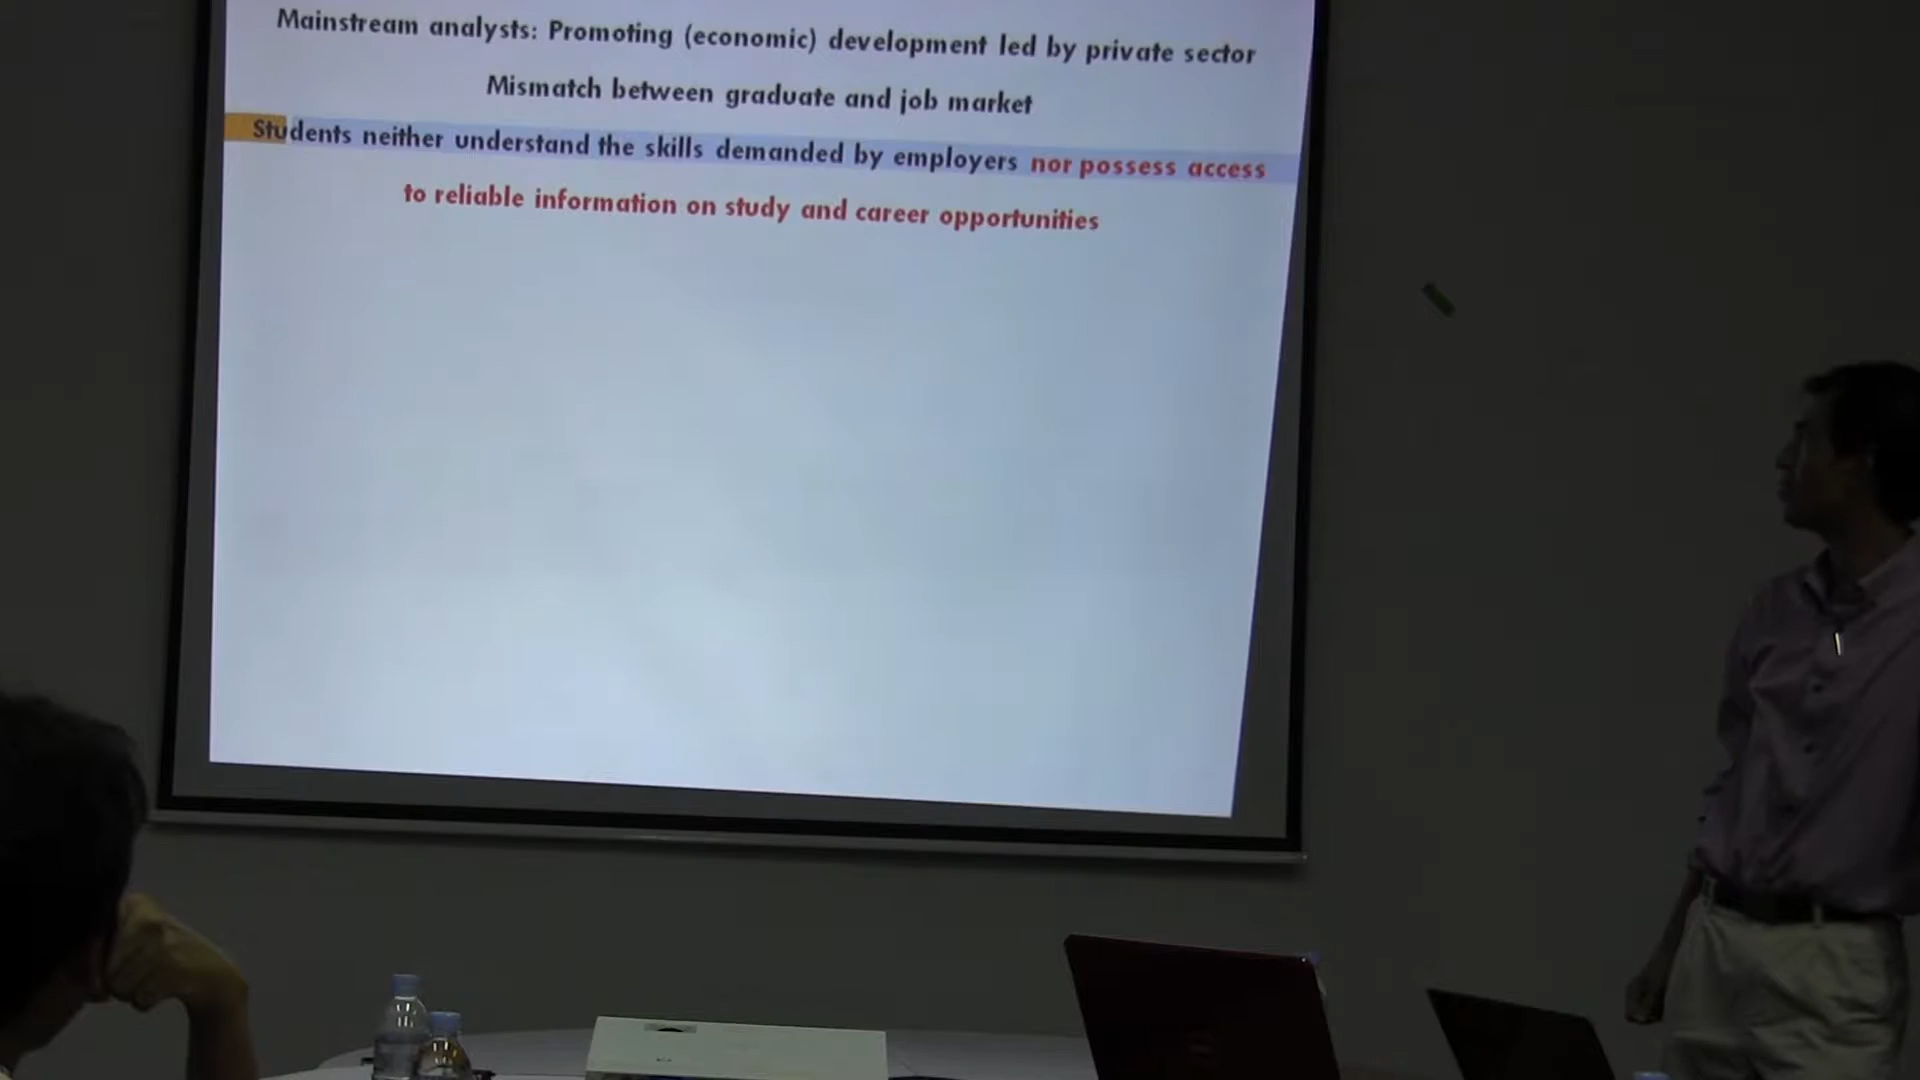 Mainstream analysts: Promoting (economic) development led by private sector
Mismatch between graduate and job market
Students neither understand the skills demanded by employers nor possess access
to reliable information on study and career opportunities